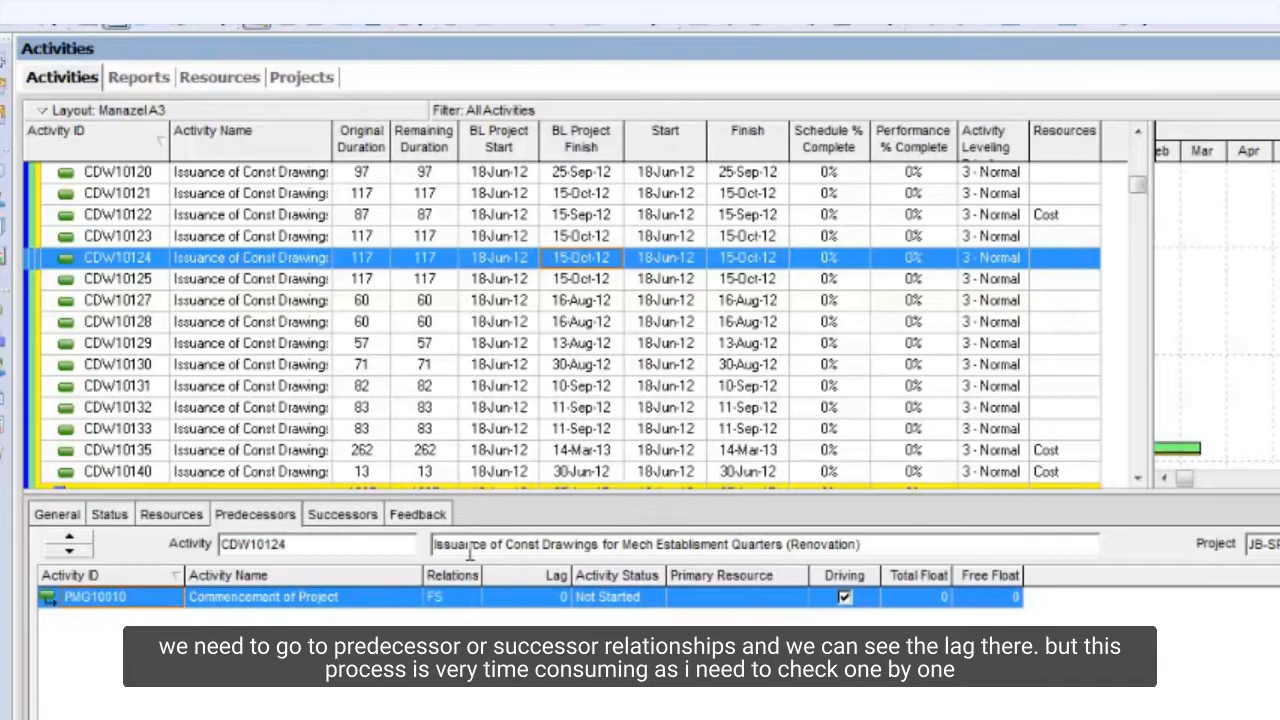 Activities
Activities Reports Resources Projects
Layout: Manazel A3 Filter: All Activities
Activity ID Activity Name Original Duration Remaining Duration BL Project Start BL Project Finish Start Finish Schedule % Complete Performance % Complete Activity Leveling Resources
eb Mar Apr
CDW10120 Issuance of Const Drawing: 97 97 18-Jun-12 25-Sep-12 18-Jun-12 25-Sep-12 0% 0% 3 - Normal
CDW10121 Issuance of Const Drawing: 117 117 18-Jun-12 15-Oct-12 18-Jun-12 15-Oct-12 0% 0% 3 - Normal
CDW10122 Issuance of Const Drawing: 87 87 18-Jun-12 15-Sep-12 18-Jun-12 15-Sep-12 0% 0% 3 - Normal Cost
CDW10123 Issuance of Const Drawing: 117 117 18-Jun-12 15-Oct-12 18-Jun-12 15-Oct-12 0% 0% 3 - Normal
CDW10124 Issuance of Const Drawing: 117 117 18-Jun-12 15-Oct-12 18-Jun-12 15-Oct-12 0% 0% 3 - Normal
CDW10125 Issuance of Const Drawing: 117 117 18-Jun-12 15-Oct-12 18-Jun-12 15-Oct-12 0% 0% 3 - Normal
CDW10127 Issuance of Const Drawing: 60 60 18-Jun-12 16-Aug-12 18-Jun-12 16-Aug-12 0% 0% 3 - Normal
CDW10128 Issuance of Const Drawing: 60 60 18-Jun-12 16-Aug-12 18-Jun-12 16-Aug-12 0% 0% 3 - Normal
CDW10129 Issuance of Const Drawing: 57 57 18-Jun-12 13-Aug-12 18-Jun-12 13-Aug-12 0% 0% 3 - Normal
CDW10130 Issuance of Const Drawing: 71 71 18-Jun-12 30-Aug-12 18-Jun-12 30-Aug-12 0% 0% 3 - Normal
CDW10131 Issuance of Const Drawing: 82 82 18-Jun-12 10-Sep-12 18-Jun-12 10-Sep-12 0% 0% 3 - Normal
CDW10132 Issuance of Const Drawing: 83 83 18-Jun-12 11-Sep-12 18-Jun-12 11-Sep-12 0% 0% 3 - Normal
CDW10133 Issuance of Const Drawing: 83 83 18-Jun-12 11-Sep-12 18-Jun-12 11-Sep-12 0% 0% 3 - Normal
CDW10135 Issuance of Const Drawing: 262 262 18-Jun-12 14-Mar-13 18-Jun-12 14-Mar-13 0% 0% 3 - Normal Cost
CDW10140 Issuance of Const Drawing: 13 13 18-Jun-12 30-Jun-12 18-Jun-12 30-Jun-12 0% 0% 3 - Normal Cost
General Status Resources Predecessors Successors Feedback
Activity CDW10124 Issuance of Const Drawings for Mech Establisment Quarters (Renovation) Project JB-SF
Activity ID Activity Name Relations Lag Activity Status Primary Resource Driving Total Float Free Float
PMG10010 Commencement of Project FS 0 Not Started 0 0
we need to go to predecessor or successor relationships and we can see the lag there. but this
process is very time consuming as i need to check one by one